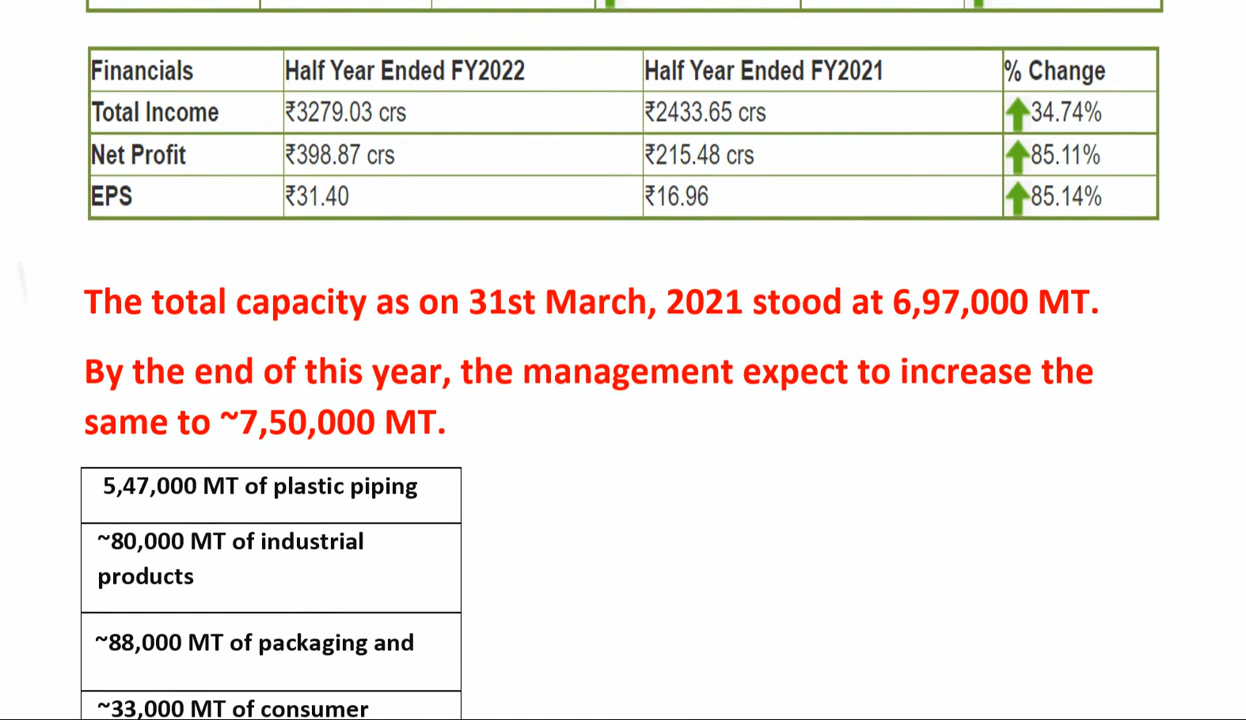 Financials Half Year Ended FY2022 Half Year Ended FY2021 % Change
Total Income ₹3279.03 crs ₹2433.65 crs 34.74%
Net Profit ₹398.87 crs ₹215.48 crs 85.11%
EPS ₹31.40 ₹16.96 85.14%
The total capacity as on 31st March, 2021 stood at 6,97,000 MT.
By the end of this year, the management expect to increase the
same to ~7,50,000 MT.
5,47,000 MT of plastic piping
~80,000 MT of industrial
products
~88,000 MT of packaging and
~33,000 MT of consumer